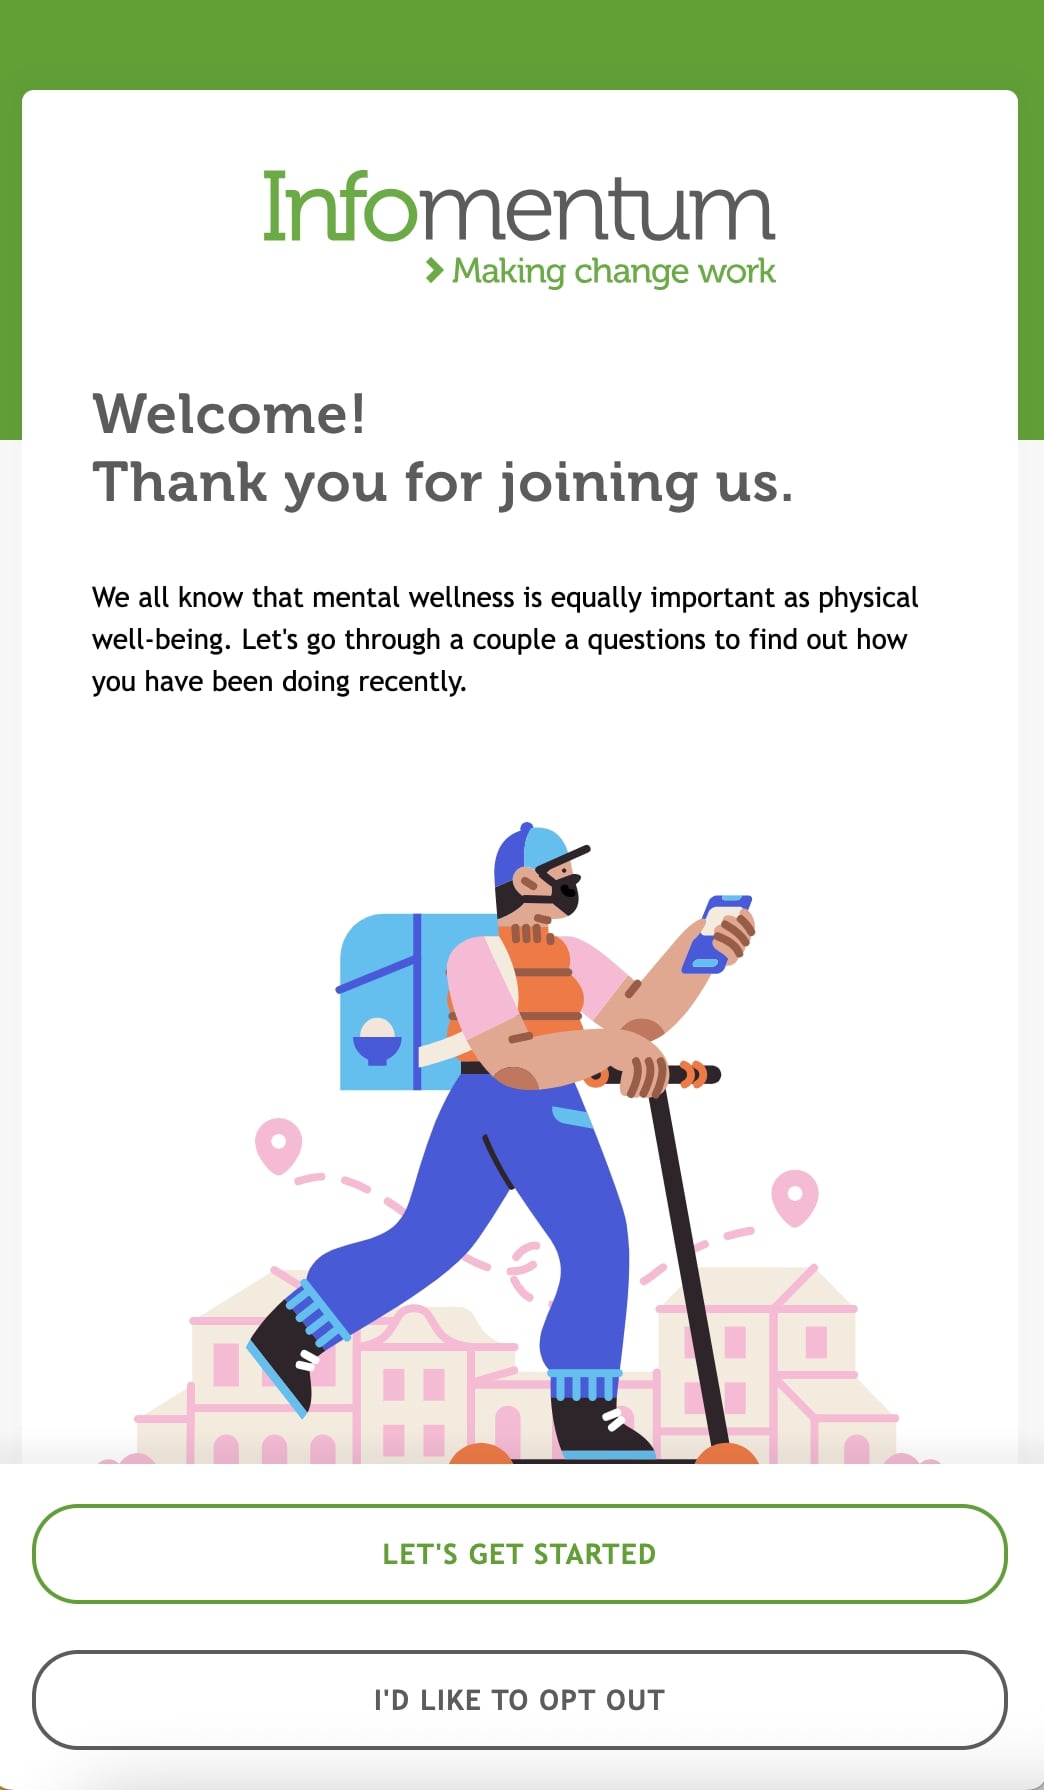 Infomentum
Making change work
Welcome!
Thank you for joining us.
We all know that mental wellness is equally important as physical
well-being. Let's go through a couple a questions to find out how
you have been doing recently.
LET'S GET STARTED
I'D LIKE TO OPT OUT